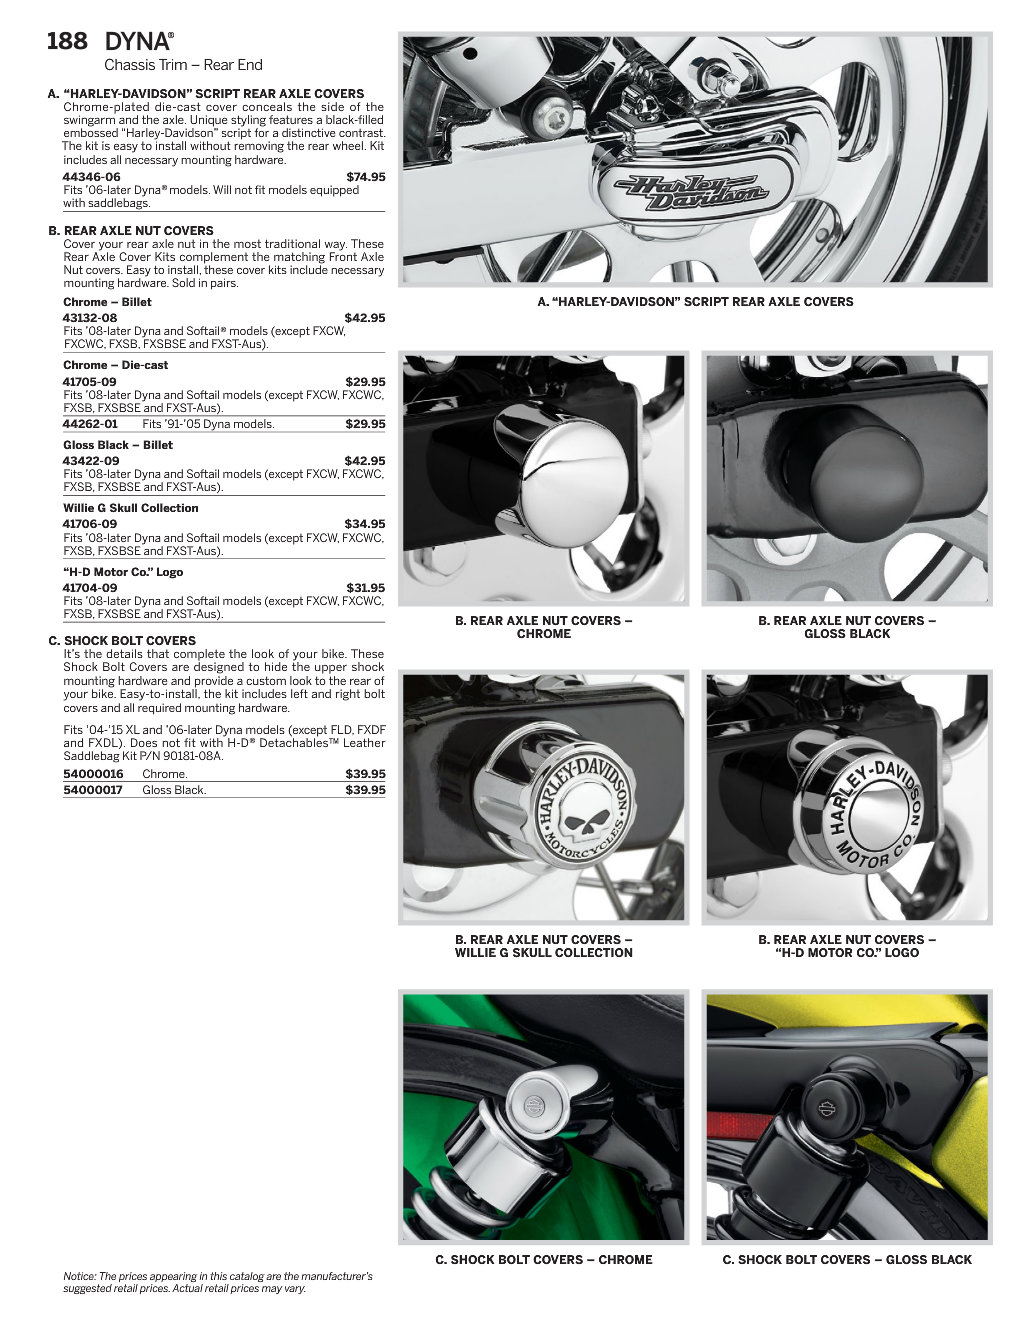 188 DYNA®
Chassis Trim – Rear End
A. “HARLEY-DAVIDSON” SCRIPT REAR AXLE COVERS
Chrome-plated die-cast cover conceals the side of the
swingarm and the axle. Unique styling features a black-filled
embossed “Harley-Davidson” script for a distinctive contrast.
The kit is easy to install without removing the rear wheel. Kit
includes all necessary mounting hardware.
44346-06 $74.95
Fits ’06-later Dyna® models. Will not fit models equipped
with saddlebags.
B. REAR AXLE NUT COVERS
Cover your rear axle nut in the most traditional way. These
Rear Axle Cover Kits complement the matching Front Axle
Nut covers. Easy to install, these cover kits include necessary
mounting hardware. Sold in pairs.
Chrome – Billet
43132-08 $42.95
Fits ’08-later Dyna and Softail® models (except FXCW,
FXCWC, FXSB, FXSBSE and FXST-Aus).
Chrome – Die-cast
41705-09 $29.95
Fits ’08-later Dyna and Softail models (except FXCW, FXCWC,
FXSB, FXSBSE and FXST-Aus).
44262-01 Fits ’91-’05 Dyna models. $29.95
Gloss Black – Billet
43422-09 $42.95
Fits ’08-later Dyna and Softail models (except FXCW, FXCWC,
FXSB, FXSBSE and FXST-Aus).
Willie G Skull Collection
41706-09 $34.95
Fits ’08-later Dyna and Softail models (except FXCW, FXCWC,
FXSB, FXSBSE and FXST-Aus).
“H-D Motor Co.” Logo
41704-09 $31.95
Fits ’08-later Dyna and Softail models (except FXCW, FXCWC,
FXSB, FXSBSE and FXST-Aus).
C. SHOCK BOLT COVERS
It’s the details that complete the look of your bike. These
Shock Bolt Covers are designed to hide the upper shock
mounting hardware and provide a custom look to the rear of
your bike. Easy-to-install, the kit includes left and right bolt
covers and all required mounting hardware.
Fits '04-'15 XL and ’06-later Dyna models (except FLD, FXDF
and FXDL). Does not fit with H-D® Detachables™ Leather
Saddlebag Kit P/N 90181-08A.
54000016 Chrome. $39.95
54000017 Gloss Black. $39.95
Notice: The prices appearing in this catalog are the manufacturer’s
suggested retail prices. Actual retail prices may vary.
Harley-
Davidson
A. “HARLEY-DAVIDSON” SCRIPT REAR AXLE COVERS
B. REAR AXLE NUT COVERS –
CHROME
B. REAR AXLE NUT COVERS –
GLOSS BLACK
HARLEY-DAVIDSON
MOTORCYCLES
HARLEY-DAVIDSON
MOTOR CO.
B. REAR AXLE NUT COVERS –
WILLIE G SKULL COLLECTION
B. REAR AXLE NUT COVERS –
“H-D MOTOR CO.” LOGO
C. SHOCK BOLT COVERS – CHROME
C. SHOCK BOLT COVERS – GLOSS BLACK